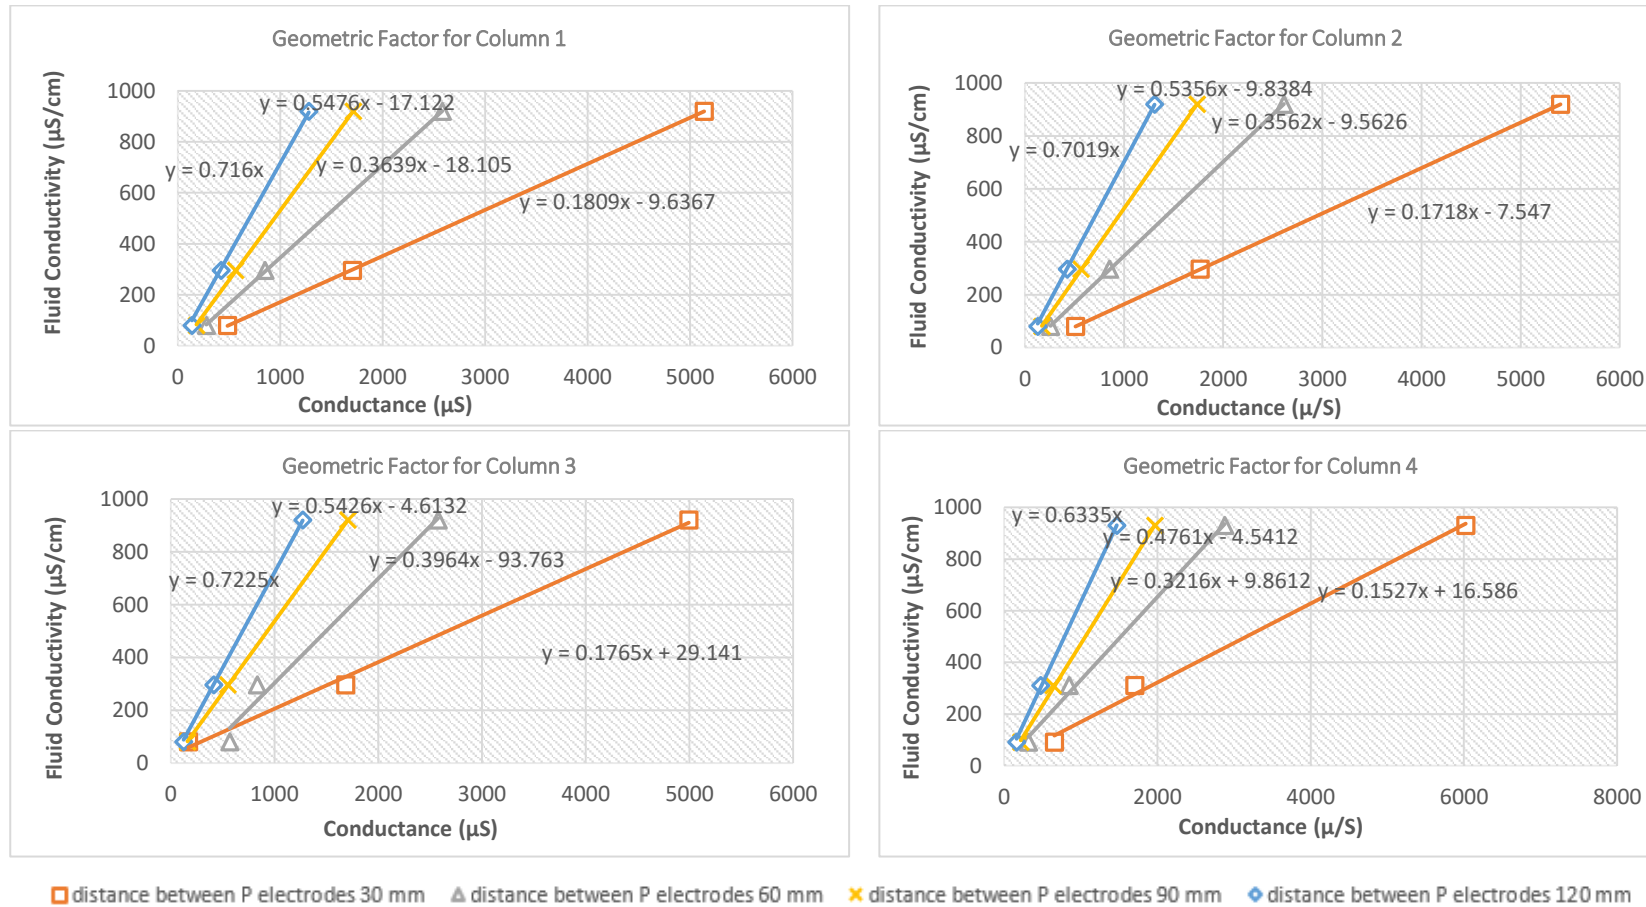 Geometric Factor for Column 1
Fluid Conductivity (µS/cm)
1000
800
600
400
200
0
y = 0.5476x - 17.122
y = 0.716x
y = 0.3639x - 18.105
y = 0.1809x - 9.6367
0 1000 2000 3000 4000 5000 6000
Conductance (µS)
Geometric Factor for Column 2
Fluid Conductivity (µS/cm)
1000
800
600
400
200
0
y = 0.5356x - 9.8384
y = 0.3562x - 9.5626
y = 0.7019x
y = 0.1718x - 7.547
0 1000 2000 3000 4000 5000 6000
Conductance (µ/S)
Geometric Factor for Column 3
Fluid Conductivity (µS/cm)
1000
800
600
400
200
0
y = 0.5426x - 4.6132
y = 0.3964x - 93.763
y = 0.7225x
y = 0.1765x + 29.141
0 1000 2000 3000 4000 5000 6000
Conductance (µS)
Geometric Factor for Column 4
Fluid Conductivity (µS/cm)
1000
800
600
400
200
0
y = 0.6335x
y = 0.4761x - 4.5412
y = 0.3216x + 9.8612
y = 0.1527x + 16.586
0 2000 4000 6000 8000
Conductance (µ/S)
distance between P electrodes 30 mm distance between P electrodes 60 mm distance between P electrodes 90 mm distance between P electrodes 120 mm